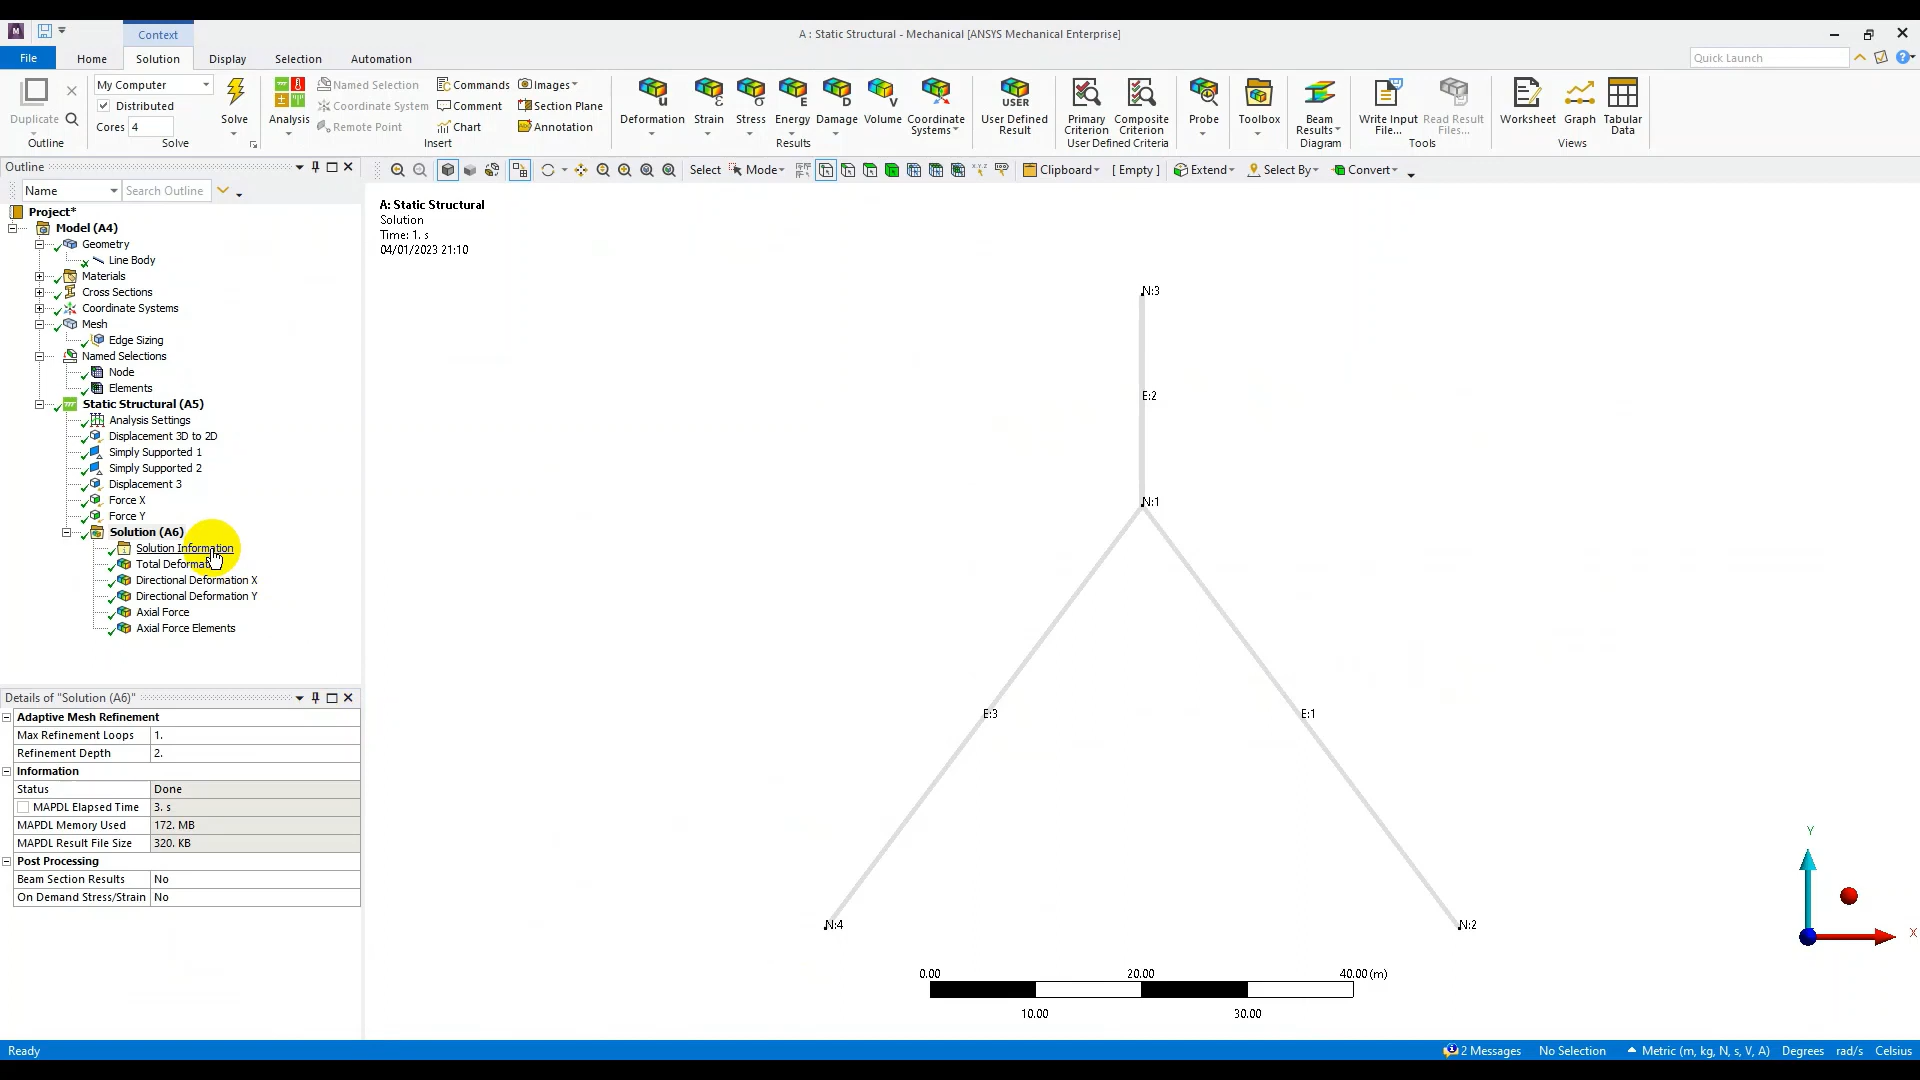 Context
A : Static Structural - Mechanical [ANSYS Mechanical Enterprise]
File Home Solution Display Selection Automation
Quick Launch
Duplicate
Outline
My Computer
Distributed
Cores 4
Solve
Solve
Analysis
Named Selection
Coordinate System
Remote Point
Commands
Comment
Chart
Images
Section Plane
Annotation
Insert
Deformation
Strain
Stress
Energy
Damage
Volume
Coordinate
Systems
Results
USER
User Defined
Result
Primary
Criterion
Composite
Criterion
User Defined Criteria
Probe
Toolbox
Beam
Results
Diagram
Write Input
File...
Read Result
Files...
Tools
Worksheet
Graph
Tabular
Data
Views
Outline
Name
Search Outline
Select Mode
Clipboard
[ Empty ]
Extend
Select By
Convert
Project*
Model (A4)
Geometry
Line Body
Materials
Cross Sections
Coordinate Systems
Mesh
Edge Sizing
Named Selections
Node
Elements
Static Structural (A5)
Analysis Settings
Displacement 3D to 2D
Simply Supported 1
Simply Supported 2
Displacement 3
Force X
Force Y
Solution (A6)
Solution Information
Directional Deformation X
Directional Deformation Y
Axial Force
Axial Force Elements
Details of "Solution (A6)"
Adaptive Mesh Refinement
Max Refinement Loops 1.
Refinement Depth 2.
Information
Status Done
MAPDL Elapsed Time 3. s
MAPDL Memory Used 172. MB
MAPDL Result File Size 320. KB
Post Processing
Beam Section Results No
On Demand Stress/Strain No
A: Static Structural
Solution
Time: 1. s
04/01/2023 21:10
N:3
E:2
N:1
E:3
E:1
N:4
N:2
0.00 20.00 40.00 (m)
10.00 30.00
Y
X
Ready
2 Messages No Selection Metric (m, kg, N, s, V, A) Degrees rad/s Celsius